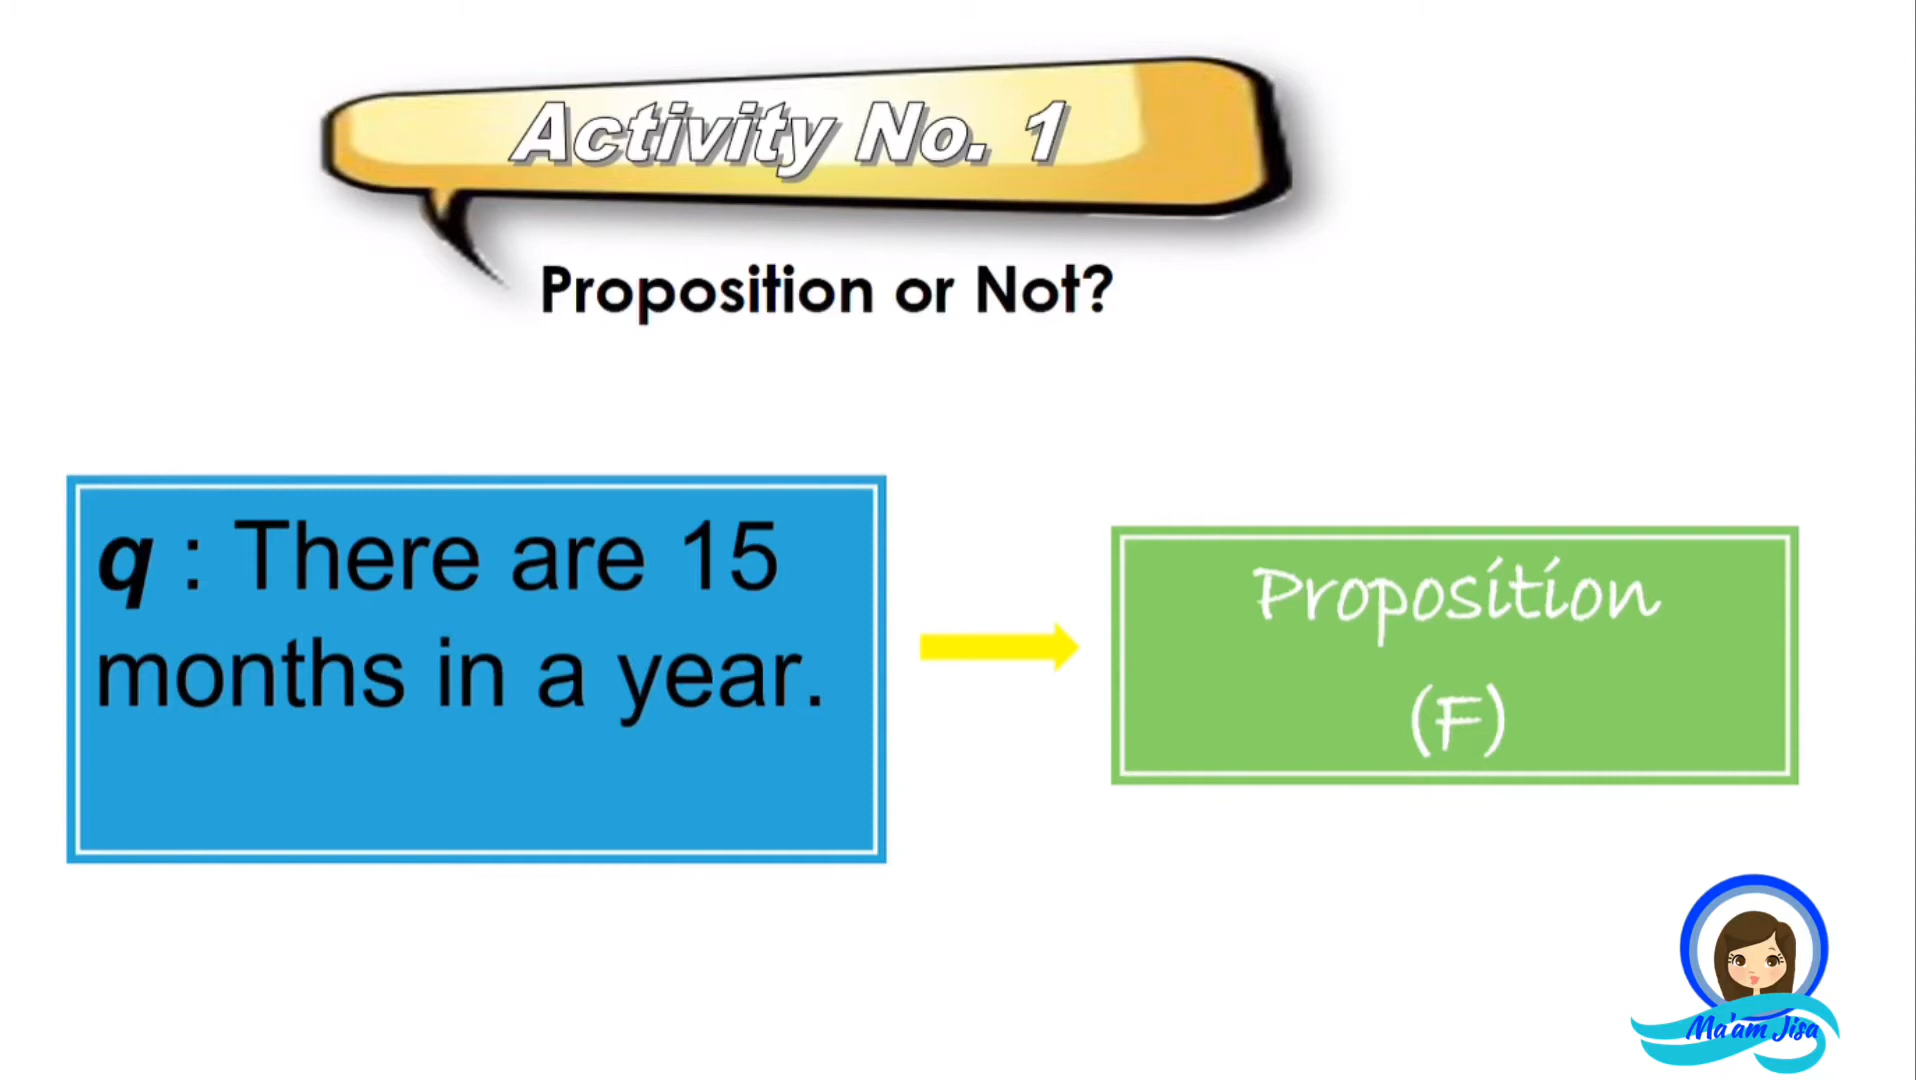 Activity No. 1
Proposition or Not?
q : There are 15
months in a year.
Proposition
(F)
Ma'am Jisa